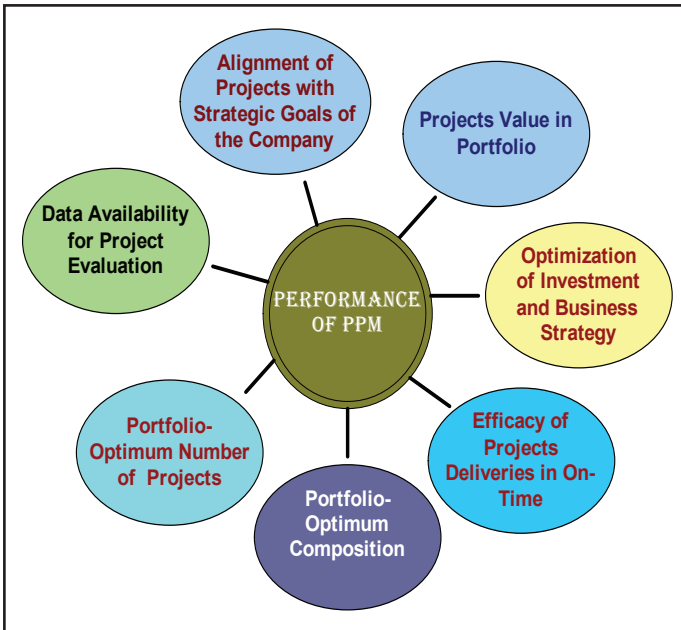 Alignment of
Projects with
Strategic Goals of
the Company
Projects Value in
Portfolio
Data Availability
for Project
Evaluation
Optimization
of Investment
and Business
Strategy
PERFORMANCE
OF PPM
Portfolio-
Optimum Number
of Projects
Efficacy of
Projects
Deliveries in On-
Time
Portfolio-
Optimum
Composition